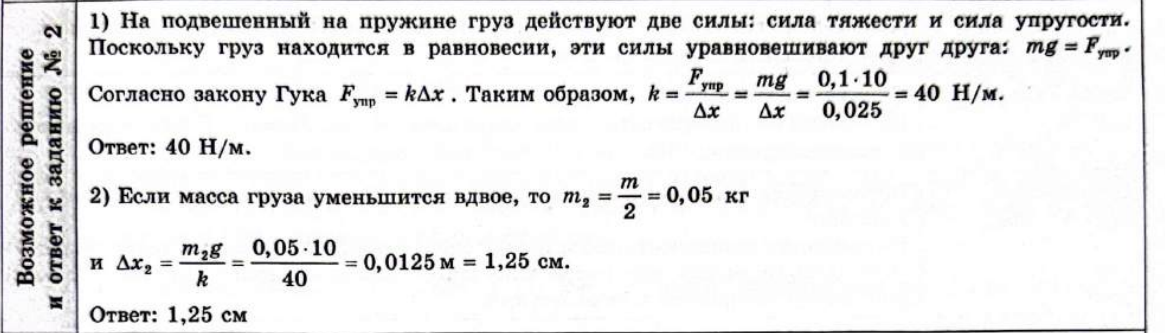 Возможное решение
и ответ к заданию № 2
1) На подвешенный на пружине груз действуют две силы: сила тяжести и сила упругости.
Поскольку груз находится в равновесии, эти силы уравновешивают друг друга: mg = Fупр.
Согласно закону Гука Fупр = kΔx . Таким образом, k = Fупр/Δx = mg/Δx = 0,1·10/0,025 = 40 Н/м.
Ответ: 40 Н/м.
2) Если масса груза уменьшится вдвое, то m₂ = m/2 = 0,05 кг
и Δx₂ = m₂g/k = 0,05·10/40 = 0,0125 м = 1,25 см.
Ответ: 1,25 см